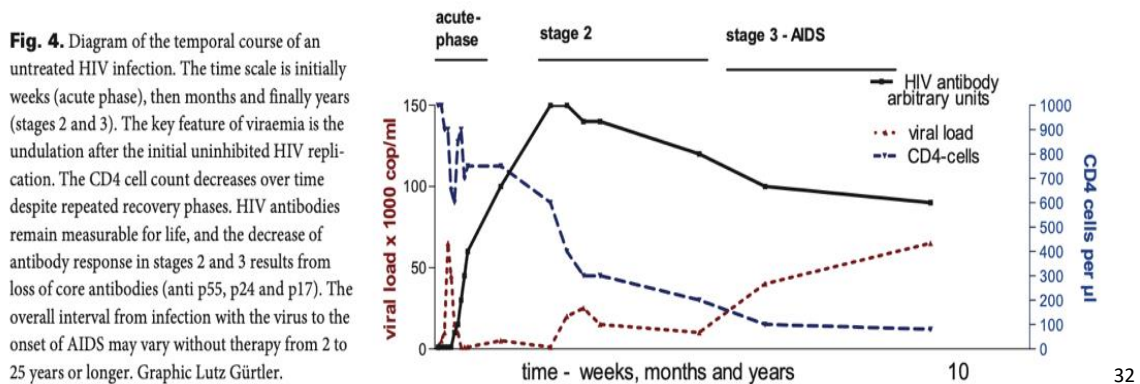 Fig. 4. Diagram of the temporal course of an
untreated HIV infection. The time scale is initially
weeks (acute phase), then months and finally years
(stages 2 and 3). The key feature of viraemia is the
undulation after the initial uninhibited HIV repli-
cation. The CD4 cell count decreases over time
despite repeated recovery phases. HIV antibodies
remain measurable for life, and the decrease of
antibody response in stages 2 and 3 results from
loss of core antibodies (anti p55, p24 and p17). The
overall interval from infection with the virus to the
onset of AIDS may vary without therapy from 2 to
25 years or longer. Graphic Lutz Gürtler.
acute-
phase
stage 2
stage 3 - AIDS
HIV antibody
arbitrary units
viral load
CD4-cells
viral load x 1000 cop/ml
150
100
50
0
1000
900
800
700
600
500
400
300
200
100
0
CD4 cells per µl
time - weeks, months and years
10
32